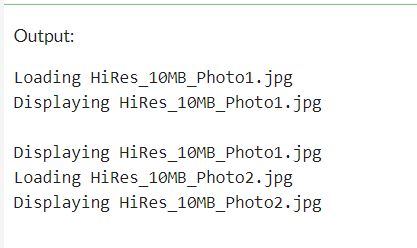 Output:
Loading HiRes_10MB_Photo1.jpg
Displaying HiRes_10MB_Photo1.jpg
Displaying HiRes_10MB_Photo1.jpg
Loading HiRes_10MB_Photo2.jpg
Displaying HiRes_10MB_Photo2.jpg